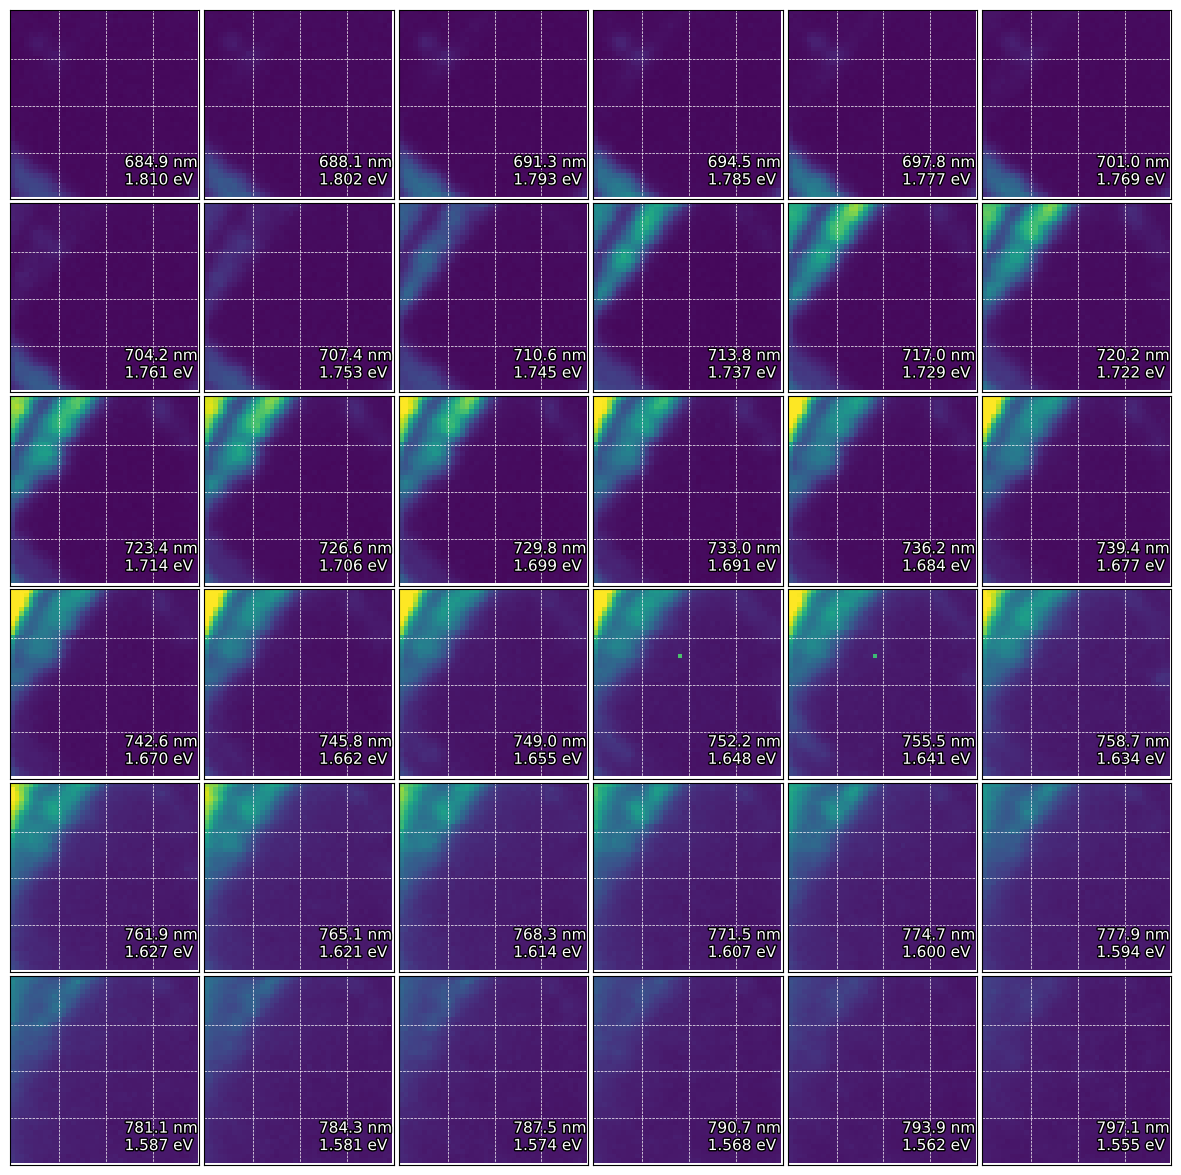 684.9 nm
1.810 eV
688.1 nm
1.802 eV
691.3 nm
1.793 eV
694.5 nm
1.785 eV
697.8 nm
1.777 eV
701.0 nm
1.769 eV
704.2 nm
1.761 eV
707.4 nm
1.753 eV
710.6 nm
1.745 eV
713.8 nm
1.737 eV
717.0 nm
1.729 eV
720.2 nm
1.722 eV
723.4 nm
1.714 eV
726.6 nm
1.706 eV
729.8 nm
1.699 eV
733.0 nm
1.691 eV
736.2 nm
1.684 eV
739.4 nm
1.677 eV
742.6 nm
1.670 eV
745.8 nm
1.662 eV
749.0 nm
1.655 eV
752.2 nm
1.648 eV
755.5 nm
1.641 eV
758.7 nm
1.634 eV
761.9 nm
1.627 eV
765.1 nm
1.621 eV
768.3 nm
1.614 eV
771.5 nm
1.607 eV
774.7 nm
1.600 eV
777.9 nm
1.594 eV
781.1 nm
1.587 eV
784.3 nm
1.581 eV
787.5 nm
1.574 eV
790.7 nm
1.568 eV
793.9 nm
1.562 eV
797.1 nm
1.555 eV